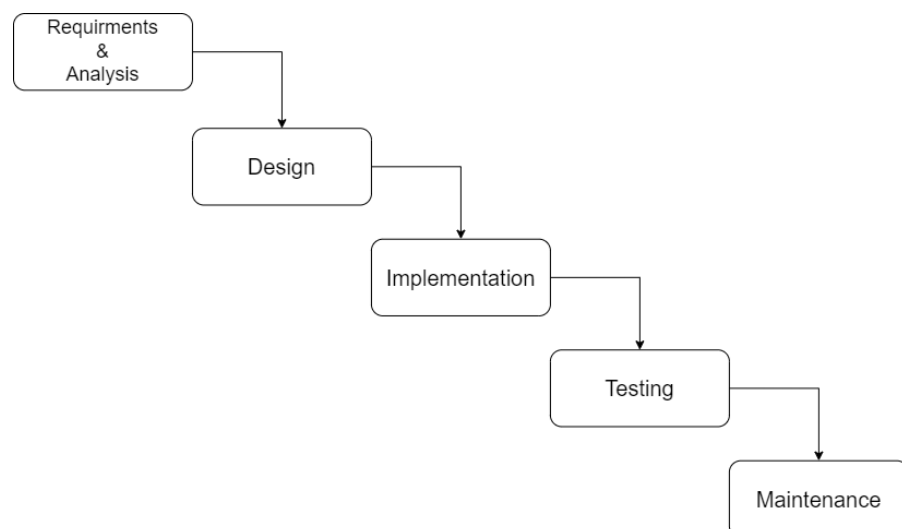 Requirments
&
Analysis
Design
Implementation
Testing
Maintenance